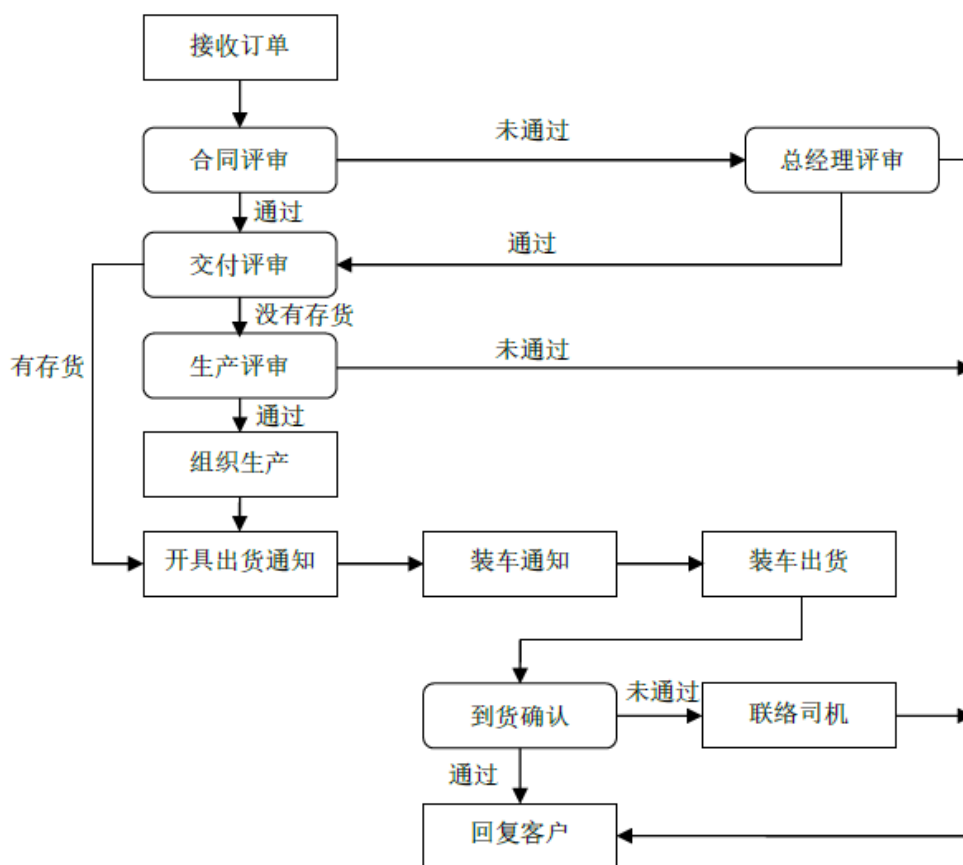 接收订单
未通过
合同评审
总经理评审
通过
通过
交付评审
没有存货
有存货
生产评审
未通过
通过
组织生产
开具出货通知
装车通知
装车出货
未通过
到货确认
联络司机
通过
回复客户